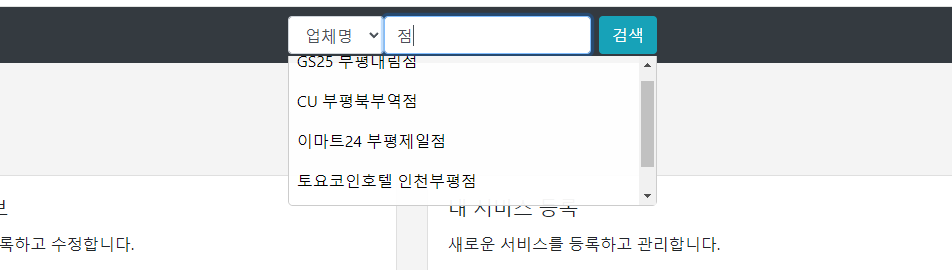 업체명 점 검색
GS25 부평대림점
CU 부평북부역점
이마트24 부평제일점
토요코인호텔 인천부평점
내 서비스 등록
록하고 수정합니다. 새로운 서비스를 등록하고 관리합니다.